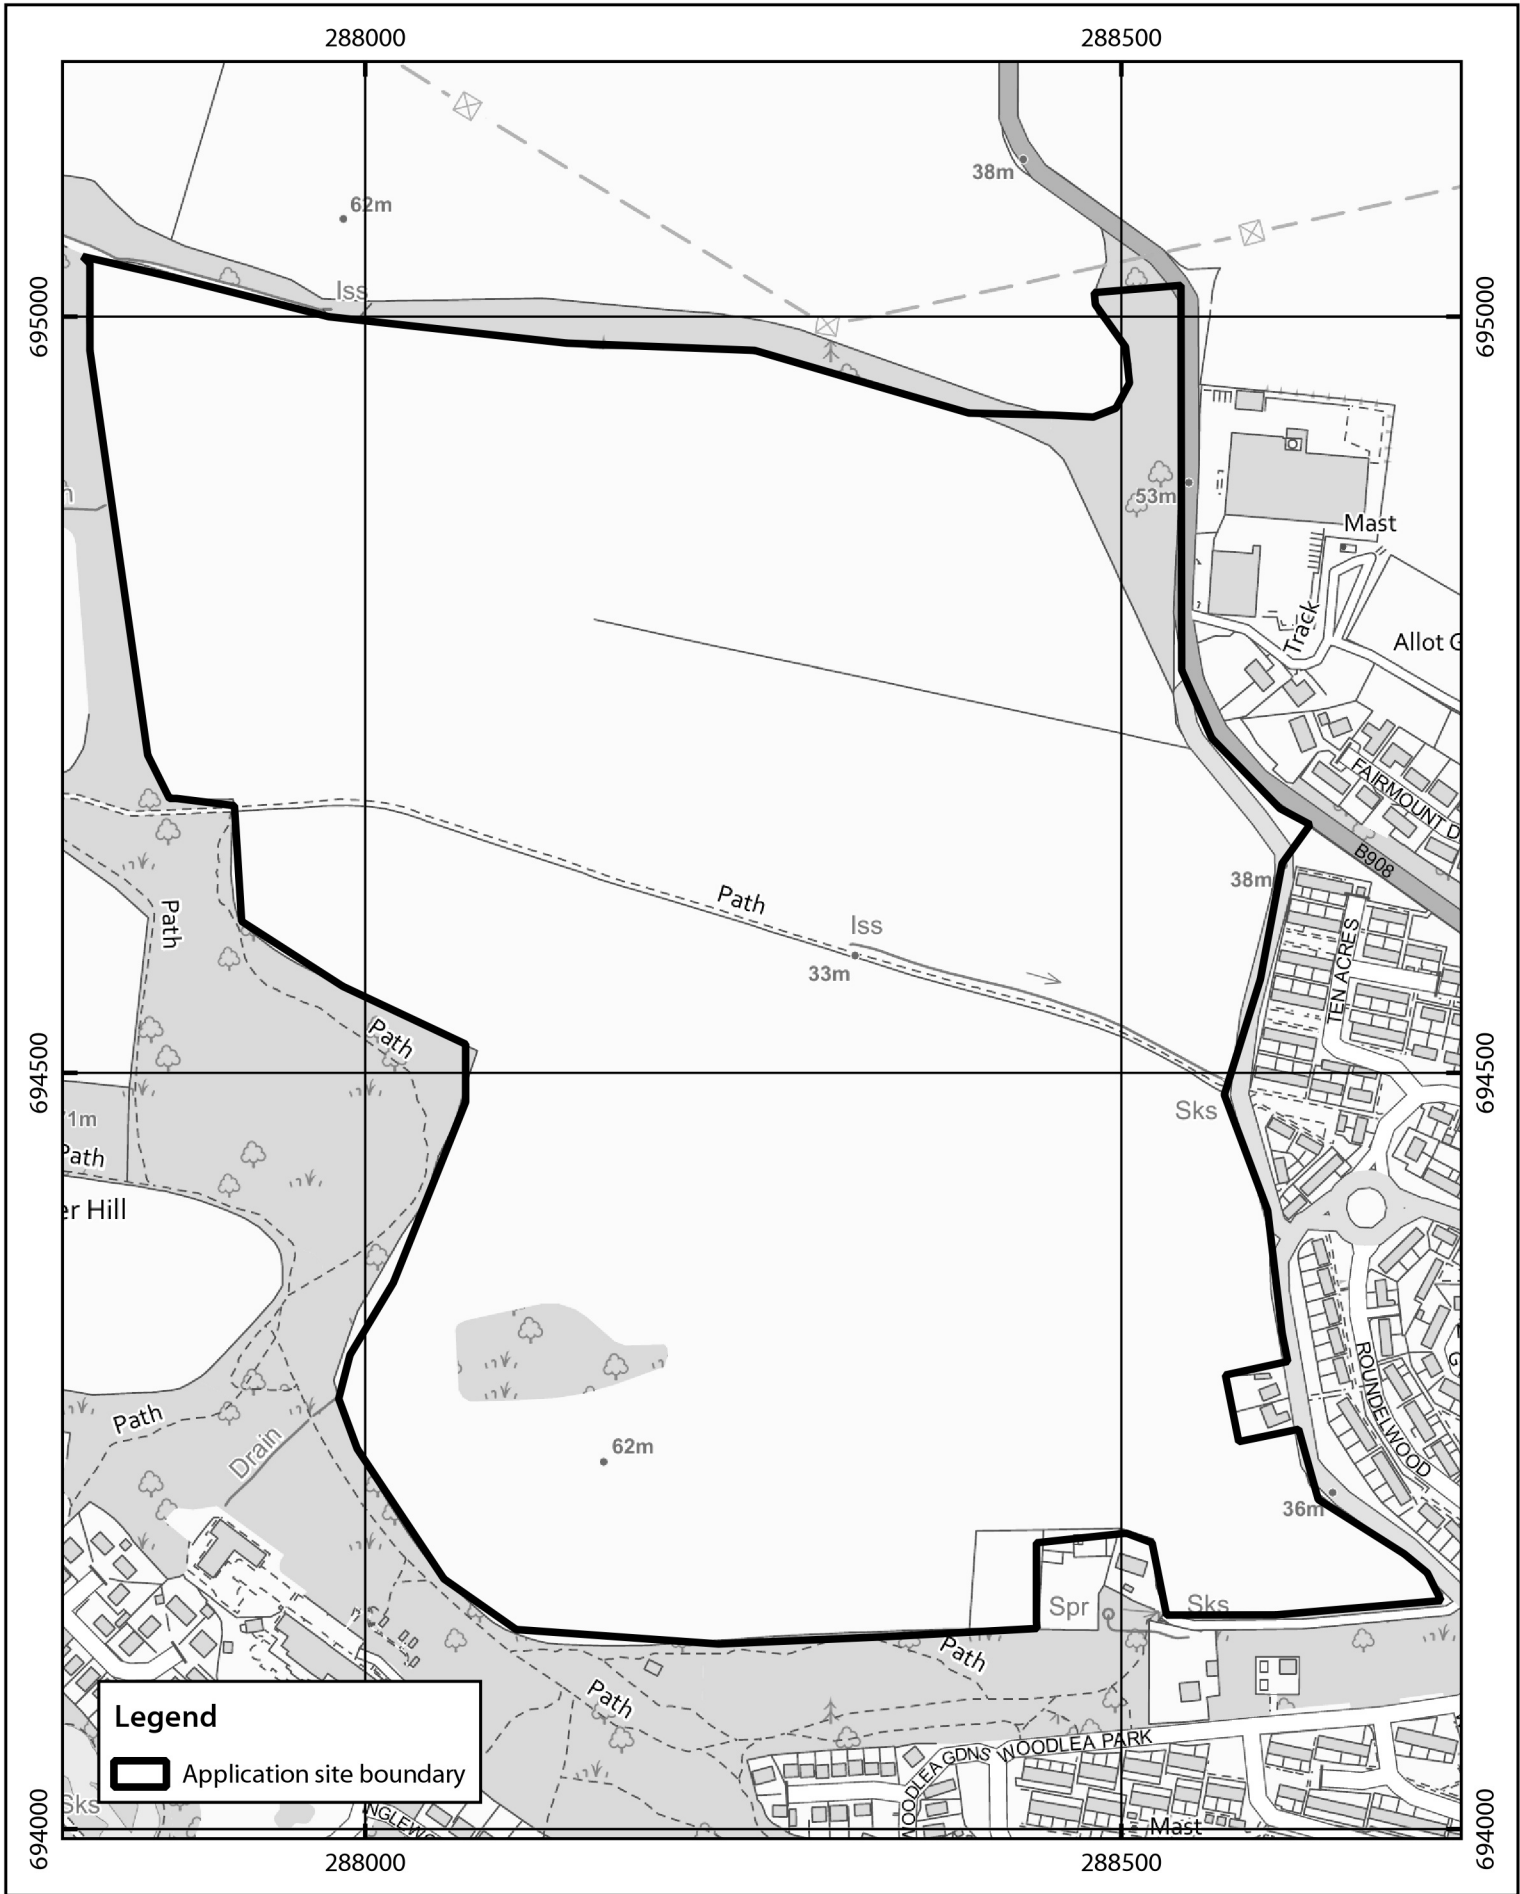 288000
288500
38m
62m
Iss
695000
695000
53m
Mast
Track
Allot G
FAIRMOUNT D
B908
38m
Path
Path
TEN ACRES
Iss
33m
Path
694500
694500
Sks
1m
Path
er Hill
ROUNDELWOOD
G
Path
Drain
62m
36m
Spr
Sks
Path
Path
Legend
WOODLEA PARK
WOODLEA GDNS
Application site boundary
Sks
Mast
694000
694000
288000
288500